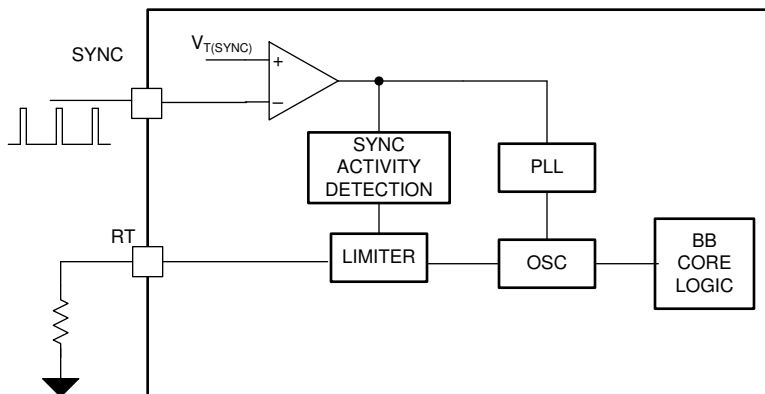 SYNC
V_T(SYNC)
+
−
SYNC
ACTIVITY
DETECTION
PLL
RT
LIMITER
OSC
BB
CORE
LOGIC